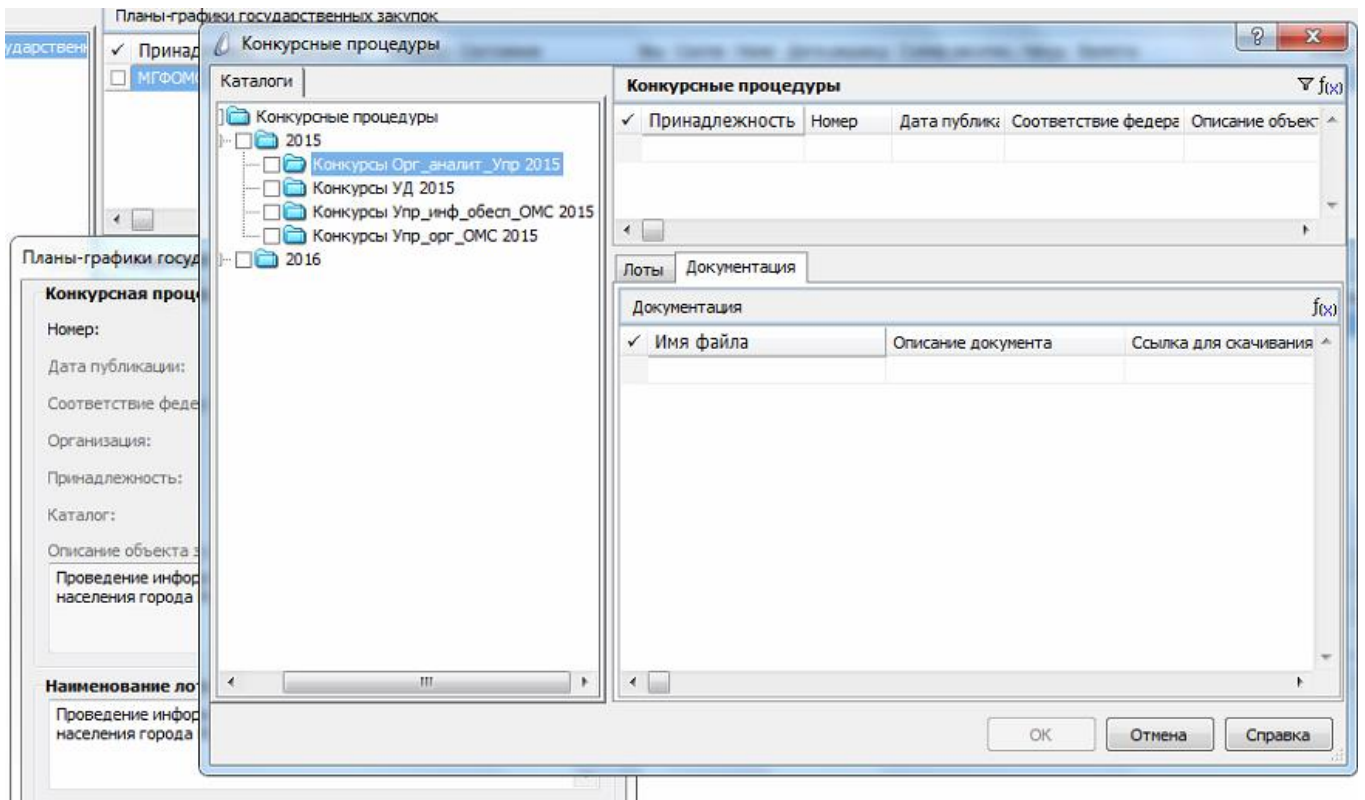 Планы-графики государственных закупок
Принад
МГФОМ
Конкурсные процедуры
Каталоги
Конкурсные процедуры
2015
Конкурсы Орг_аналит_Упр 2015
Конкурсы УД 2015
Конкурсы Упр_инф_обесп_ОМС 2015
Конкурсы Упр_орг_ОМС 2015
2016
Конкурсные процедуры
f(x)
Принадлежность Номер Дата публика Соответствие федера Описание объект
Лоты Документация
Документация
f(x)
Имя файла Описание документа Ссылка для скачивания
OK Отмена Справка
Планы-графики госуд
Конкурсная проце
Номер:
Дата публикации:
Соответствие феде
Организация:
Принадлежность:
Каталог:
Описание объекта з
Проведение инфор
населения города
Наименование ло
Проведение инфор
населения города